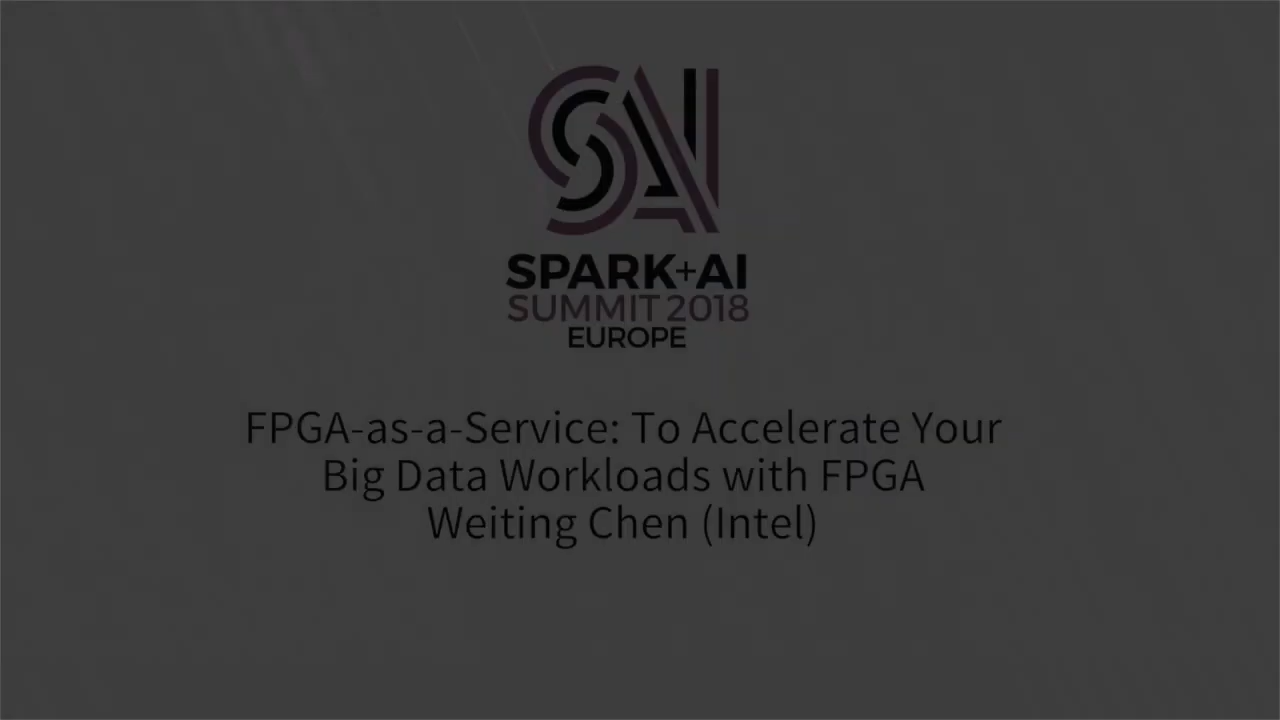 SAI
SPARK+AI
SUMMIT 2018
EUROPE
FPGA-as-a-Service: To Accelerate Your
Big Data Workloads with FPGA
Weiting Chen (Intel)